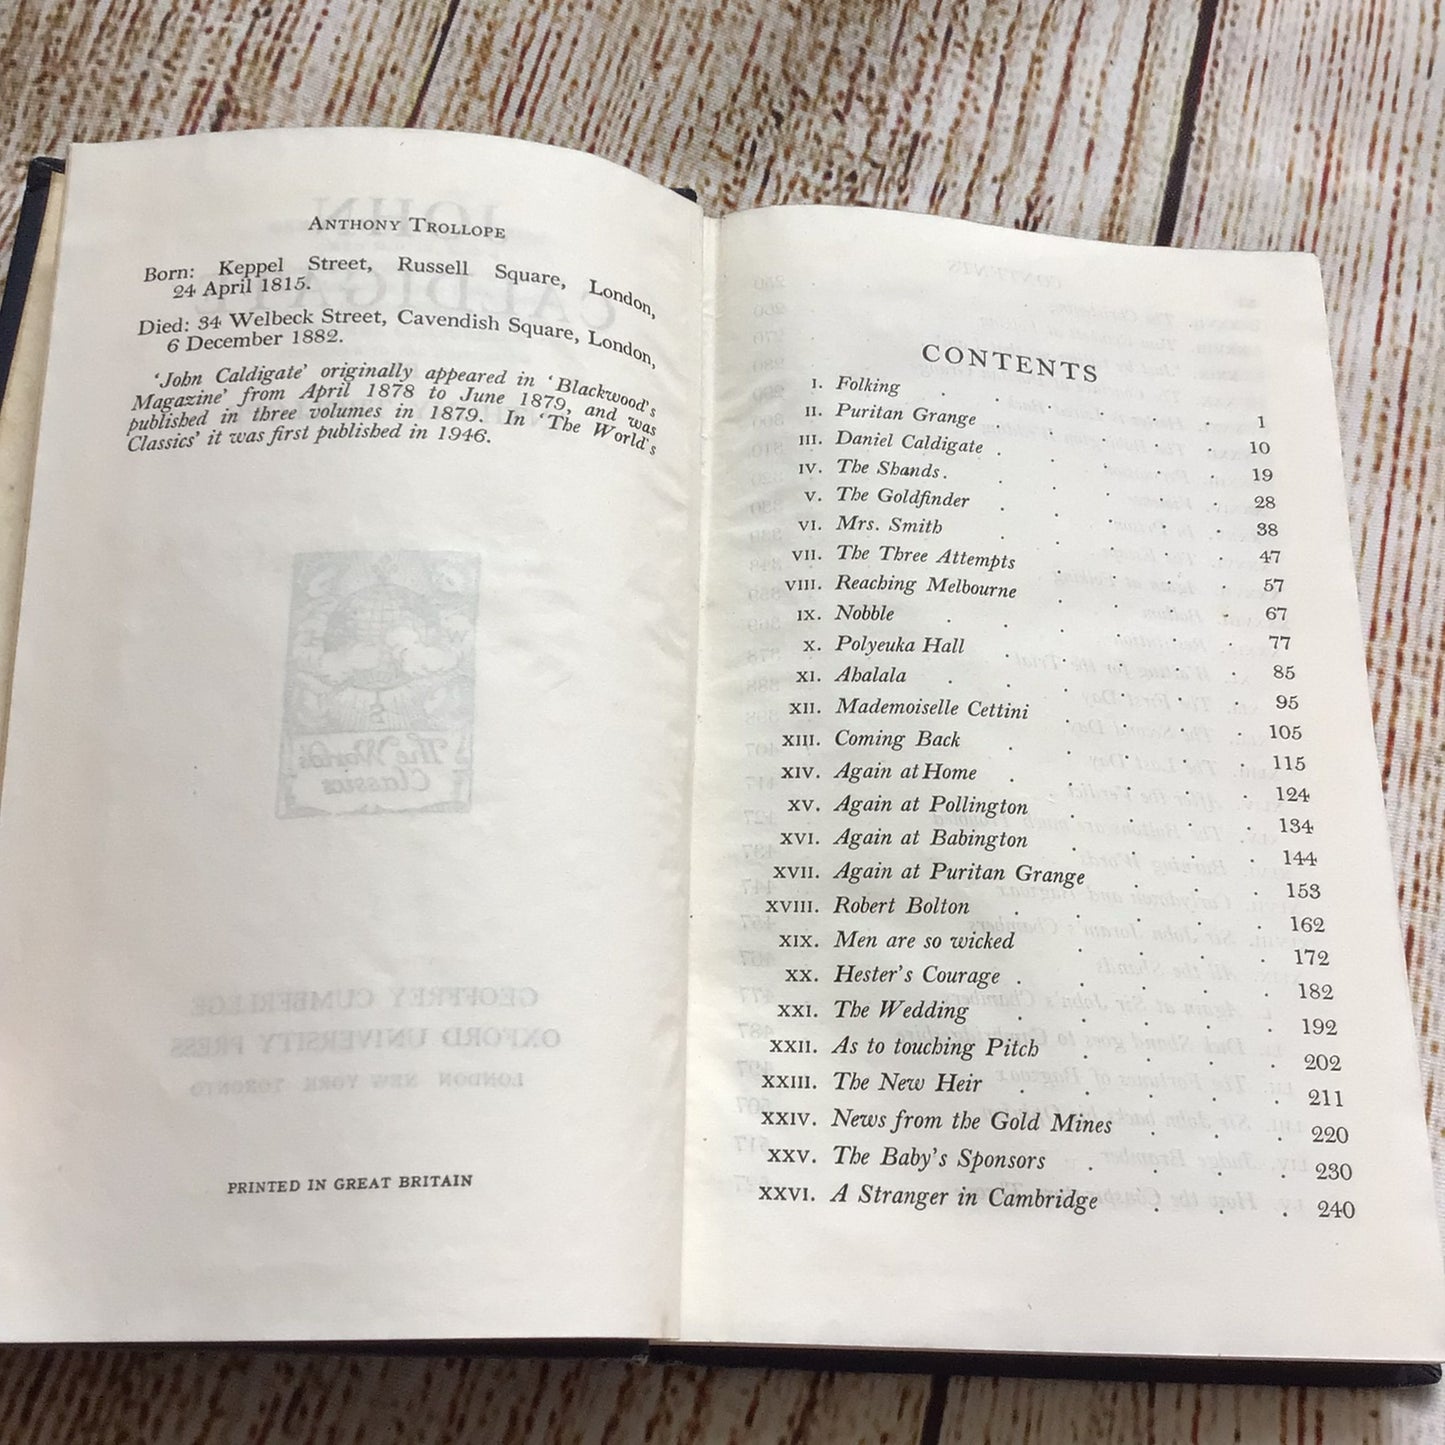 ANTHONY TROLLOPE
Born: Keppel Street, Russell Square, London,
24 April 1815.
Died: 34 Welbeck Street, Cavendish Square, London,
6 December 1882.
'John Caldigate' originally appeared in 'Blackwood's
Magazine' from April 1878 to June 1879, and was
published in three volumes in 1879. In 'The World's
Classics' it was first published in 1946.
PRINTED IN GREAT BRITAIN
CONTENTS
I. Folking . . . . . 1
II. Puritan Grange . . . . 10
III. Daniel Caldigate . . . . 19
IV. The Shands . . . . . 28
V. The Goldfinder . . . . 38
VI. Mrs. Smith . . . . 47
VII. The Three Attempts . . . 57
VIII. Reaching Melbourne . . . 67
IX. Nobble . . . . . 77
X. Polyeuka Hall . . . . 85
XI. Ahalala . . . . . 95
XII. Mademoiselle Cettini . . . 105
XIII. Coming Back . . . . 115
XIV. Again at Home . . . . 124
XV. Again at Pollington . . . 134
XVI. Again at Babington . . . 144
XVII. Again at Puritan Grange . . 153
XVIII. Robert Bolton . . . . 162
XIX. Men are so wicked . . . 172
XX. Hester's Courage . . . . 182
XXI. The Wedding . . . . 192
XXII. As to touching Pitch . . . 202
XXIII. The New Heir . . . . 211
XXIV. News from the Gold Mines . . 220
XXV. The Baby's Sponsors . . . 230
XXVI. A Stranger in Cambridge . . . 240